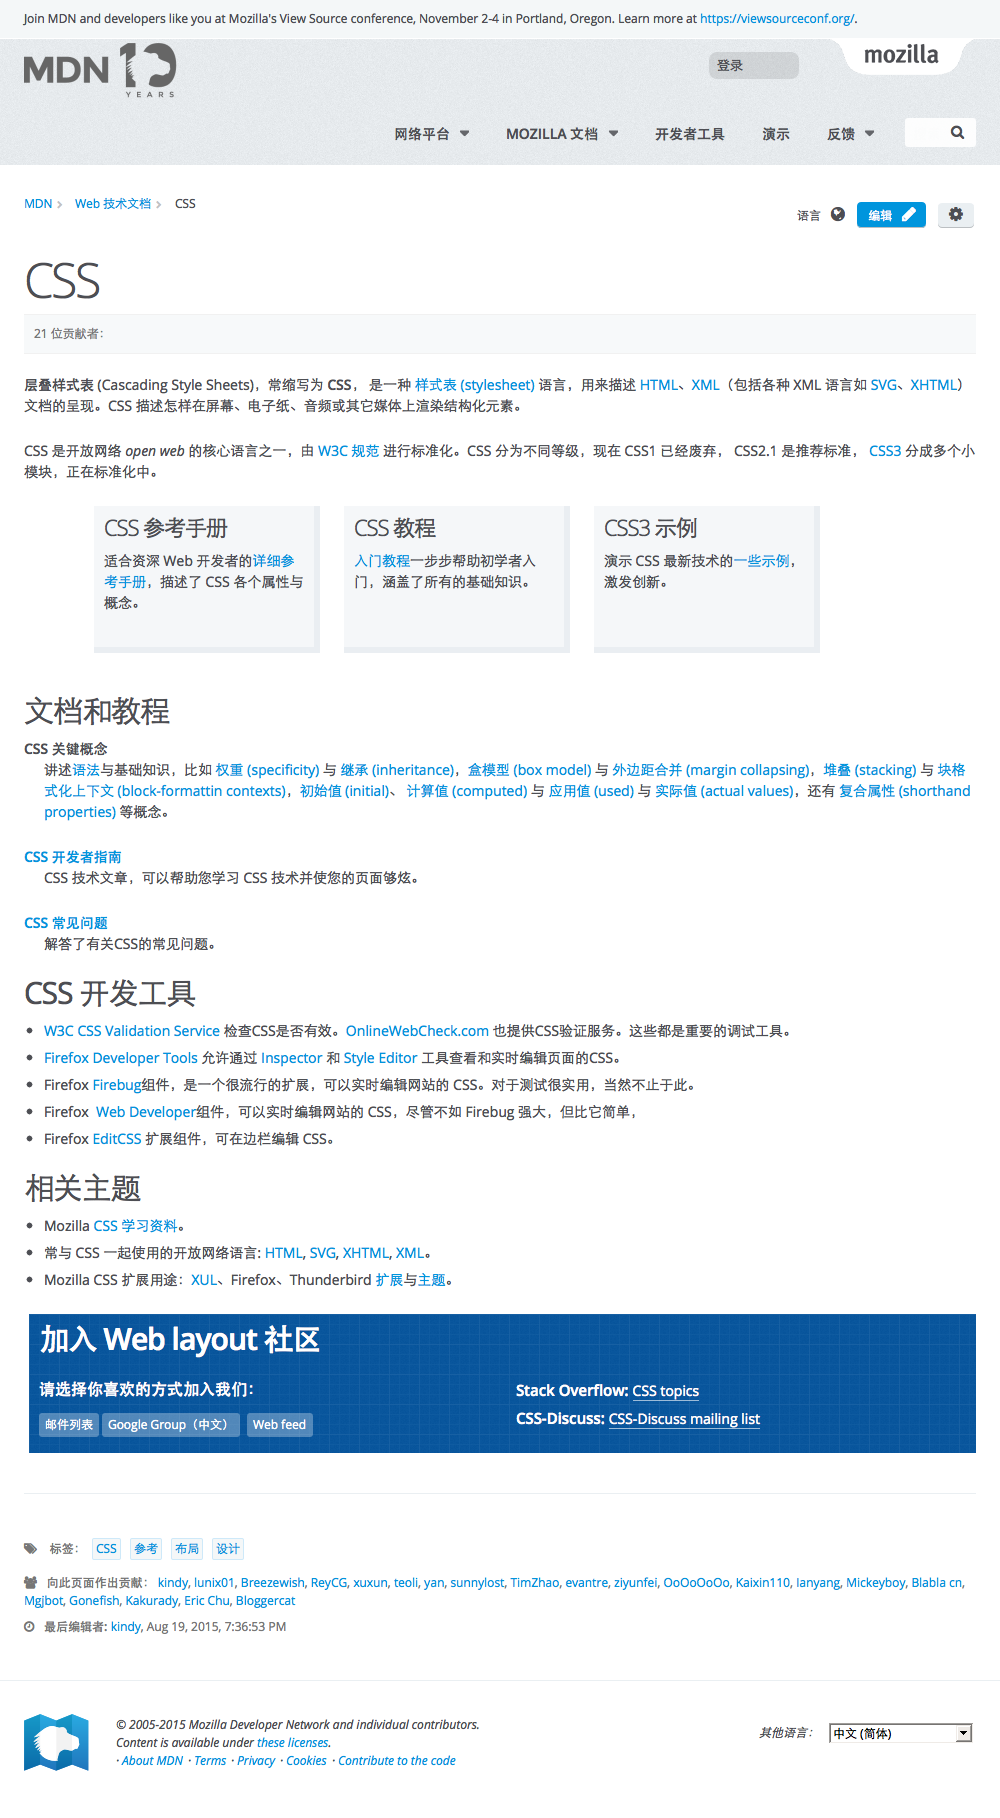 Join MDN and developers like you at Mozilla's View Source conference, November 2-4 in Portland, Oregon. Learn more at https://viewsourceconf.org/.
MDN 10
YEARS
登录
mozilla
网络平台
MOZILLA 文档
开发者工具
演示
反馈
MDN
Web 技术文档
CSS
语言
编辑
CSS
21 位贡献者:
层叠样式表 (Cascading Style Sheets)，常缩写为 CSS， 是一种 样式表 (stylesheet) 语言，用来描述 HTML、XML（包括各种 XML 语言如 SVG、XHTML）
文档的呈现。CSS 描述怎样在屏幕、电子纸、音频或其它媒体上渲染结构化元素。
CSS 是开放网络 open web 的核心语言之一，由 W3C 规范 进行标准化。CSS 分为不同等级，现在 CSS1 已经废弃， CSS2.1 是推荐标准， CSS3 分成多个小
模块，正在标准化中。
CSS 参考手册
适合资深 Web 开发者的详细参
考手册，描述了 CSS 各个属性与
概念。
CSS 教程
入门教程一步步帮助初学者入
门，涵盖了所有的基础知识。
CSS3 示例
演示 CSS 最新技术的一些示例，
激发创新。
文档和教程
CSS 关键概念
讲述语法与基础知识，比如 权重 (specificity) 与 继承 (inheritance)，盒模型 (box model) 与 外边距合并 (margin collapsing)，堆叠 (stacking) 与 块格
式化上下文 (block-formattin contexts)，初始值 (initial)、 计算值 (computed) 与 应用值 (used) 与 实际值 (actual values)，还有 复合属性 (shorthand
properties) 等概念。
CSS 开发者指南
CSS 技术文章，可以帮助您学习 CSS 技术并使您的页面够炫。
CSS 常见问题
解答了有关CSS的常见问题。
CSS 开发工具
W3C CSS Validation Service 检查CSS是否有效。OnlineWebCheck.com 也提供CSS验证服务。这些都是重要的调试工具。
Firefox Developer Tools 允许通过 Inspector 和 Style Editor 工具查看和实时编辑页面的CSS。
Firefox Firebug组件，是一个很流行的扩展，可以实时编辑网站的 CSS。对于测试很实用，当然不止于此。
Firefox  Web Developer组件，可以实时编辑网站的 CSS，尽管不如 Firebug 强大，但比它简单，
Firefox EditCSS 扩展组件，可在边栏编辑 CSS。
相关主题
Mozilla CSS 学习资料。
常与 CSS 一起使用的开放网络语言: HTML, SVG, XHTML, XML。
Mozilla CSS 扩展用途：XUL、Firefox、Thunderbird 扩展与主题。
加入 Web layout 社区
请选择你喜欢的方式加入我们：
邮件列表
Google Group（中文）
Web feed
Stack Overflow: CSS topics
CSS-Discuss: CSS-Discuss mailing list
标签：
CSS
参考
布局
设计
向此页面作出贡献： kindy, lunix01, Breezewish, ReyCG, xuxun, teoli, yan, sunnylost, TimZhao, evantre, ziyunfei, OoOoOoOo, Kaixin110, lanyang, Mickeyboy, Blabla cn,
Mgjbot, Gonefish, Kakurady, Eric Chu, Bloggercat
最后编辑者: kindy, Aug 19, 2015, 7:36:53 PM
© 2005-2015 Mozilla Developer Network and individual contributors.
Content is available under these licenses.
· About MDN · Terms · Privacy · Cookies · Contribute to the code
其他语言：
中文 (简体)